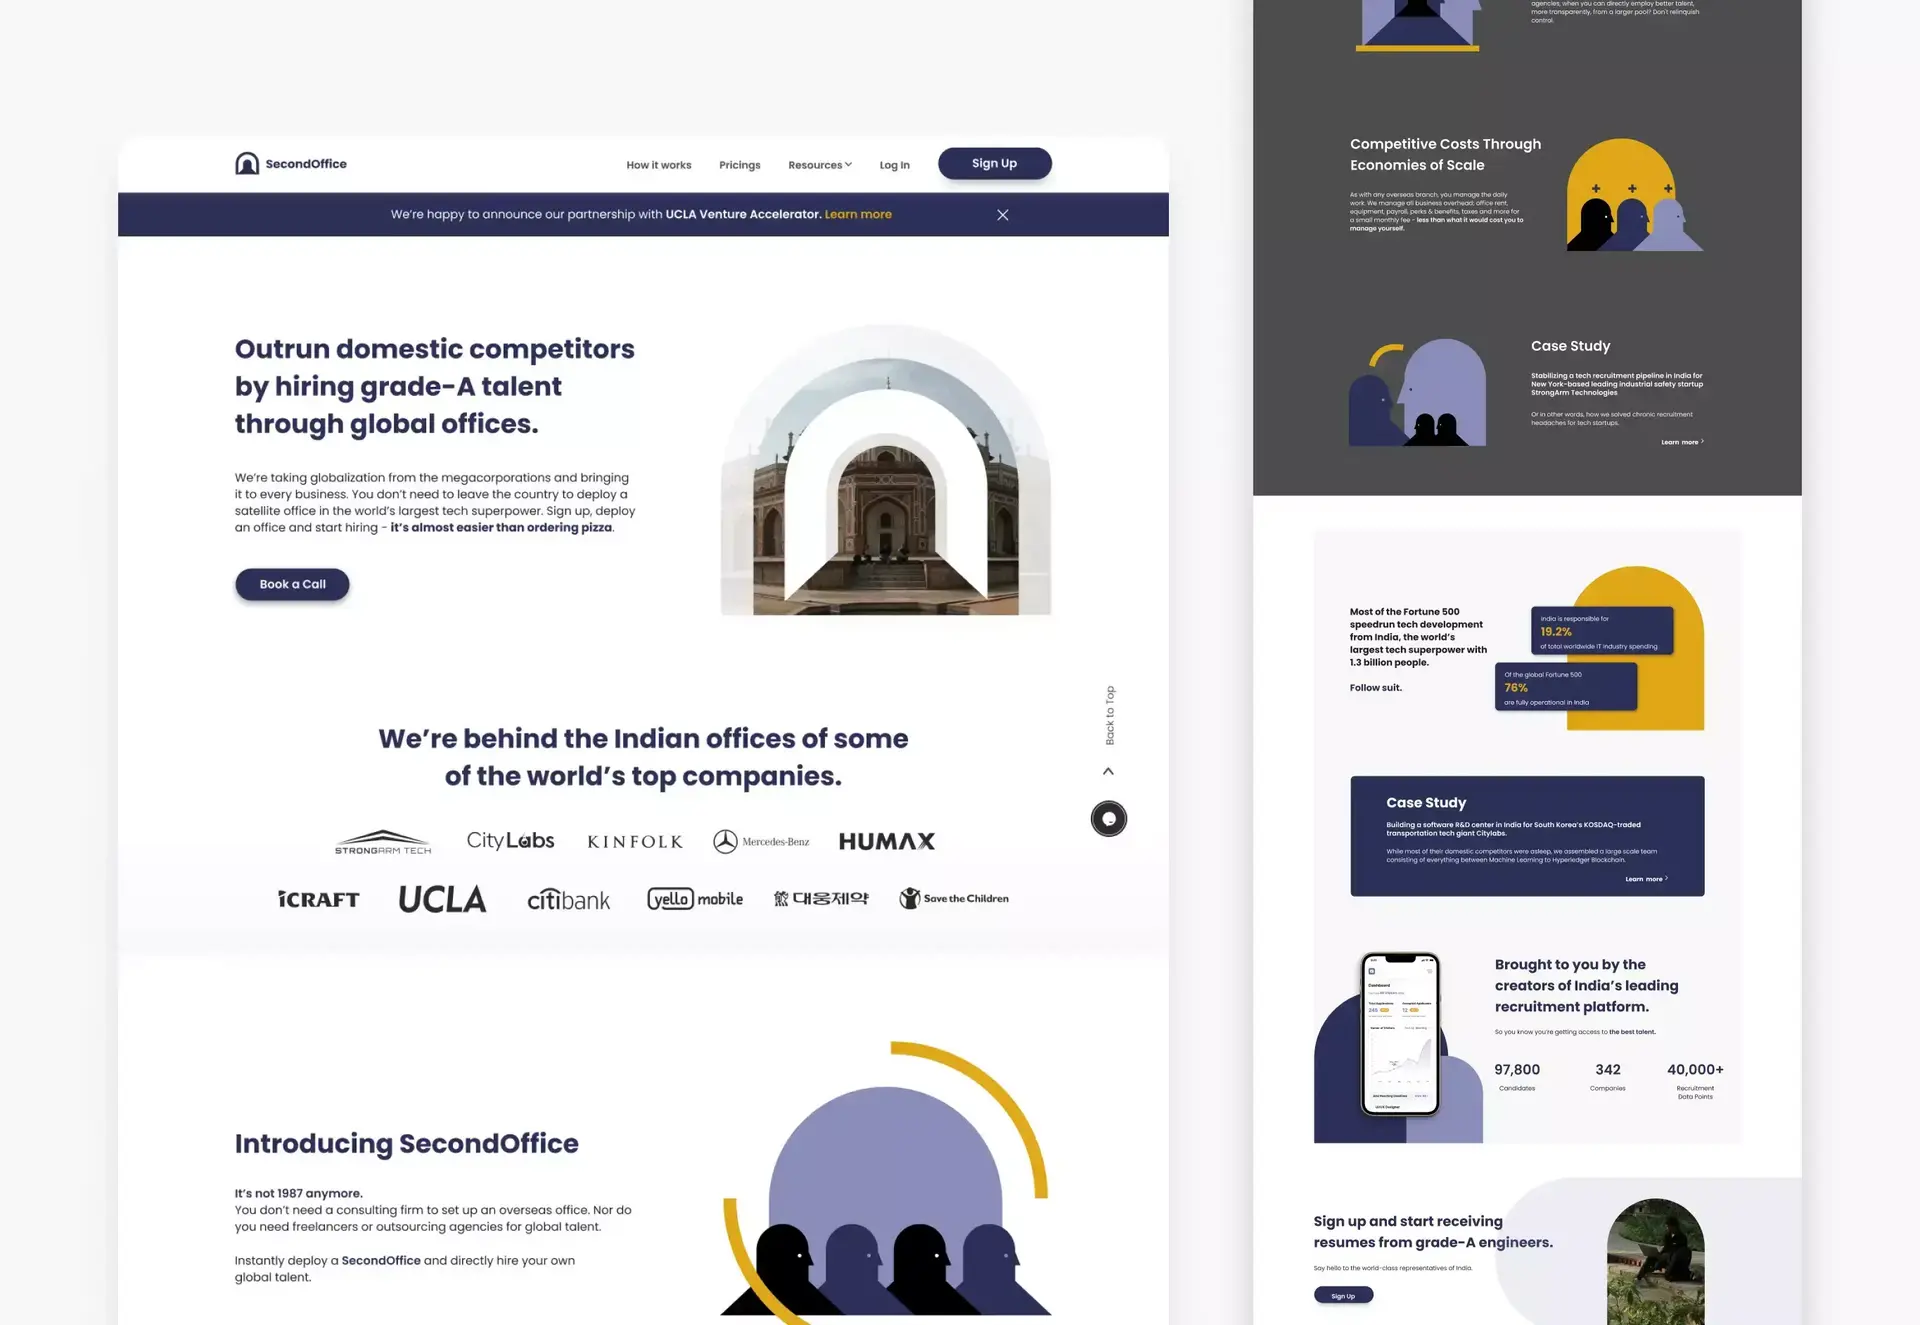 SecondOffice
How it works
Pricings
Resources
Log In
Sign Up
We're happy to announce our partnership with UCLA Venture Accelerator. Learn more
Outrun domestic competitors
by hiring grade-A talent
through global offices.
We're taking globalization from the megacorporations and bringing
it to every business. You don't need to leave the country to deploy a
satellite office in the world's largest tech superpower. Sign up, deploy
an office and start hiring - it's almost easier than ordering pizza.
Book a Call
Back to Top
We're behind the Indian offices of some
of the world's top companies.
STRONGARM TECH
CityLabs
KINFOLK
Mercedes-Benz
HUMAX
iCRAFT
UCLA
citibank
yello mobile
대웅제약
Save the Children
Introducing SecondOffice
It's not 1987 anymore.
You don't need a consulting firm to set up an overseas office. Nor do
you need freelancers or outsourcing agencies for global talent.
Instantly deploy a SecondOffice and directly hire your own
global talent.
agencies, when you can directly employ better talent,
more transparently, from a larger pool? Don't relinquish
control.
Competitive Costs Through
Economies of Scale
As with any overseas branch, you manage the daily
work. We manage all business overhead: office rent,
equipment, payroll, perks & benefits, taxes and more for
a small monthly fee - less than what it would cost you to
manage yourself.
Case Study
Stabilizing a tech recruitment pipeline in India for
New York-based leading industrial safety startup
StrongArm Technologies
Or in other words, how we solved chronic recruitment
headaches for tech startups.
Learn more
Most of the Fortune 500
speedrun tech development
from India, the world's
largest tech superpower with
1.3 billion people.
Follow suit.
India is responsible for
19.2%
of total worldwide IT industry spending
Of the global Fortune 500
76%
are fully operational in India
Case Study
Building a software R&D center in India for South Korea's KOSDAQ-traded
transportation tech giant Citylabs.
While most of their domestic competitors were asleep, we assembled a large scale team
consisting of everything between Machine Learning to Hyperledger Blockchain.
Learn more
Dashboard
246
12
UI/UX Designer
Brought to you by the
creators of India's leading
recruitment platform.
So you know you're getting access to the best talent.
97,800
Candidates
342
Companies
40,000+
Recruitment
Data Points
Sign up and start receiving
resumes from grade-A engineers.
Say hello to the world-class representatives of India.
Sign Up